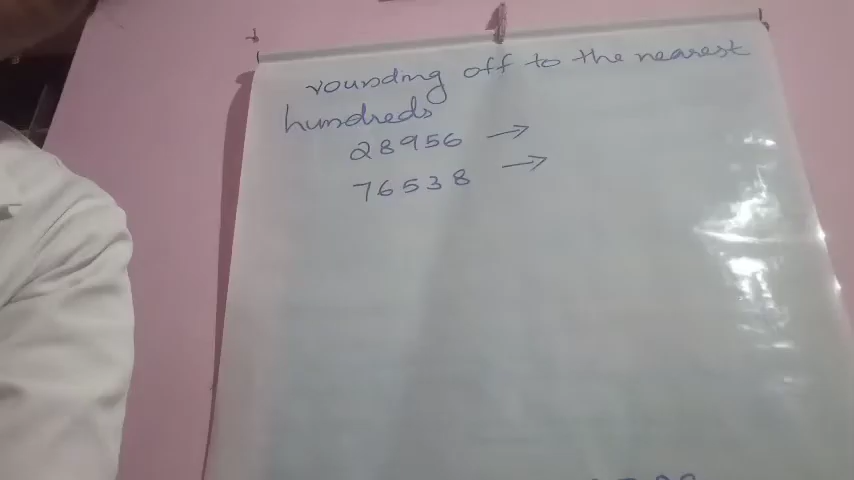 rounding off to the nearest
hundreds
28956 →
76538 →